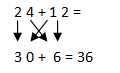 2 4 + 1 2 =
3 0 + 6 = 36